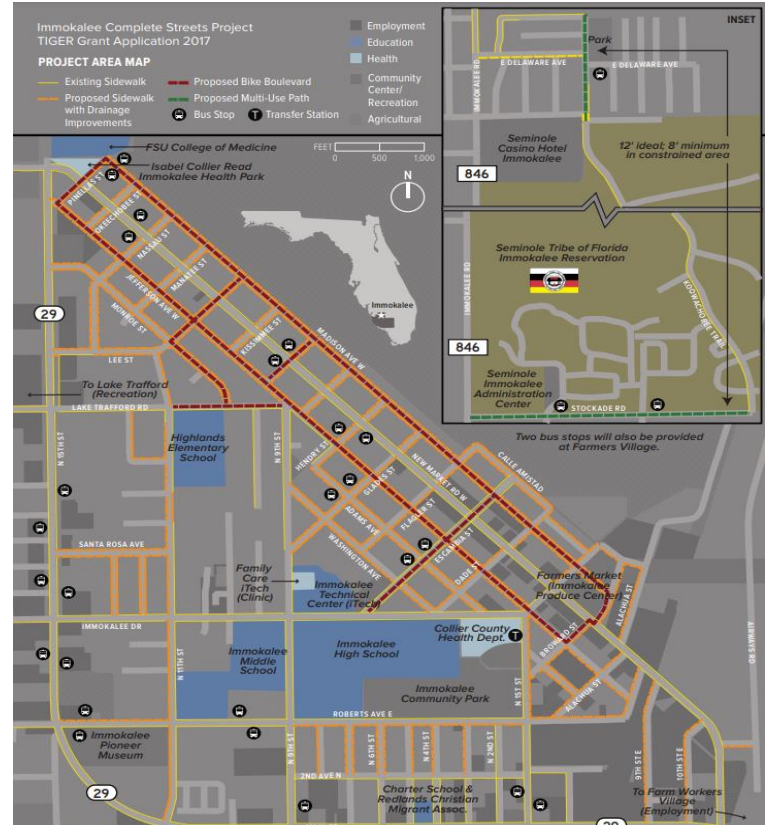 Immokalee Complete Streets Project
TIGER Grant Application 2017
PROJECT AREA MAP
Existing Sidewalk
Proposed Sidewalk
with Drainage
Improvements
Proposed Bike Boulevard
Proposed Multi-Use Path
Bus Stop
T Transfer Station
Employment
Education
Health
Community
Center/
Recreation
Agricultural
INSET
Park
E DELAWARE AVE
E DELAWARE AVE
IMMOKALEE RD
Seminole
Casino Hotel
Immokalee
12' ideal; 8' minimum
in constrained area
846
Seminole Tribe of Florida
Immokalee Reservation
IMMOKALEE RD
846
Seminole
Immokalee
Administration
Center
STOCKADE RD
Two bus stops will also be provided
at Farmers Village.
FSU College of Medicine
Isabel Collier Read
Immokalee Health Park
FEET
0 500 1,000
N
Immokalee
PINELLAS ST
OKEECHOBEE ST
NASSAU ST
MANATEE ST
JEFFERSON AVE W
MONROE ST
KISSIMMEE ST
MADISON AVE W
29
LEE ST
To Lake Trafford
(Recreation)
LAKE TRAFFORD RD
N 15TH ST
Highlands
Elementary
School
N 9TH ST
HENDRY ST
GLADES ST
NEW MARKET RD W
CALLE AMISTAD
ADAMS AVE
FLAGLER ST
WASHINGTON AVE
ESCAMBIA ST
DADE ST
SANTA ROSA AVE
Family
Care
iTech
(Clinic)
Immokalee
Technical
Center (iTech)
Farmers Market
(Immokalee
Produce Center)
ALACHUA ST
AIRWAYS RD
IMMOKALEE DR
Collier County
Health Dept.
T
BROWARD ST
N 11TH ST
Immokalee
Middle
School
Immokalee
High School
Immokalee
Community Park
N 1ST ST
ALACHUA ST
ROBERTS AVE E
Immokalee
Pioneer
Museum
N 9TH ST
N 6TH ST
N 4TH ST
N 2ND ST
9TH ST E
10TH ST E
2ND AVE N
29
Charter School &
Redlands Christian
Migrant Assoc.
To Farm Workers
Village
(Employment)
29